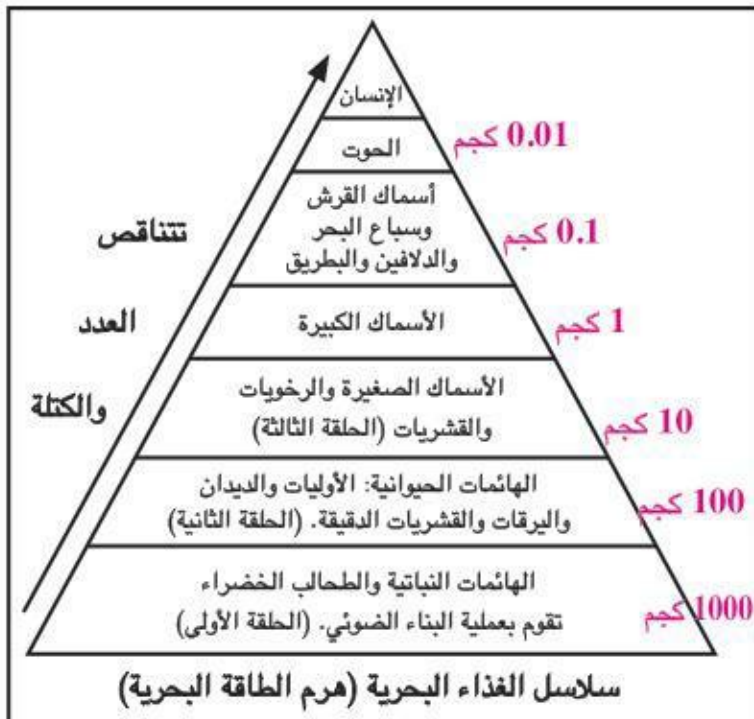 الإنسان
الحوت
0.01 كجم
أسماك القرش
وسباع البحر
والدلافين والبطريق
0.1 كجم
تتناقص
العدد
والكتلة
الأسماك الكبيرة
1 كجم
الأسماك الصغيرة والرخويات
والقشريات (الحلقة الثالثة)
10 كجم
الهائمات الحيوانية: الأوليات والديدان
واليرقات والقشريات الدقيقة. (الحلقة الثانية)
100 كجم
الهائمات النباتية والطحالب الخضراء
تقوم بعملية البناء الضوئي. (الحلقة الأولى)
1000 كجم
سلاسل الغذاء البحرية (هرم الطاقة البحرية)